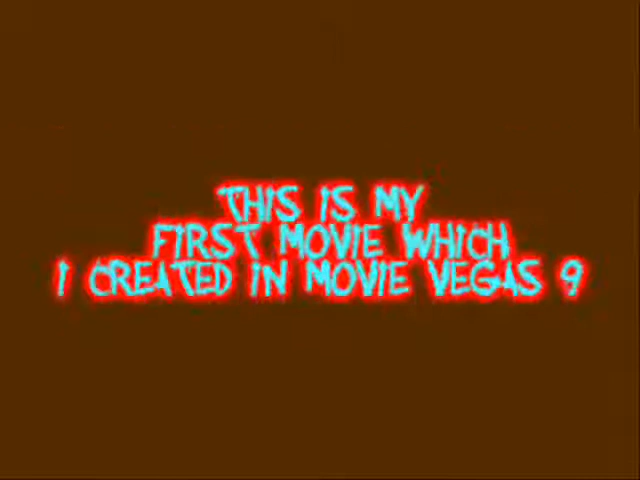 THIS IS MY
FIRST MOVIE WHICH
I CREATED IN MOVIE VEGAS 9